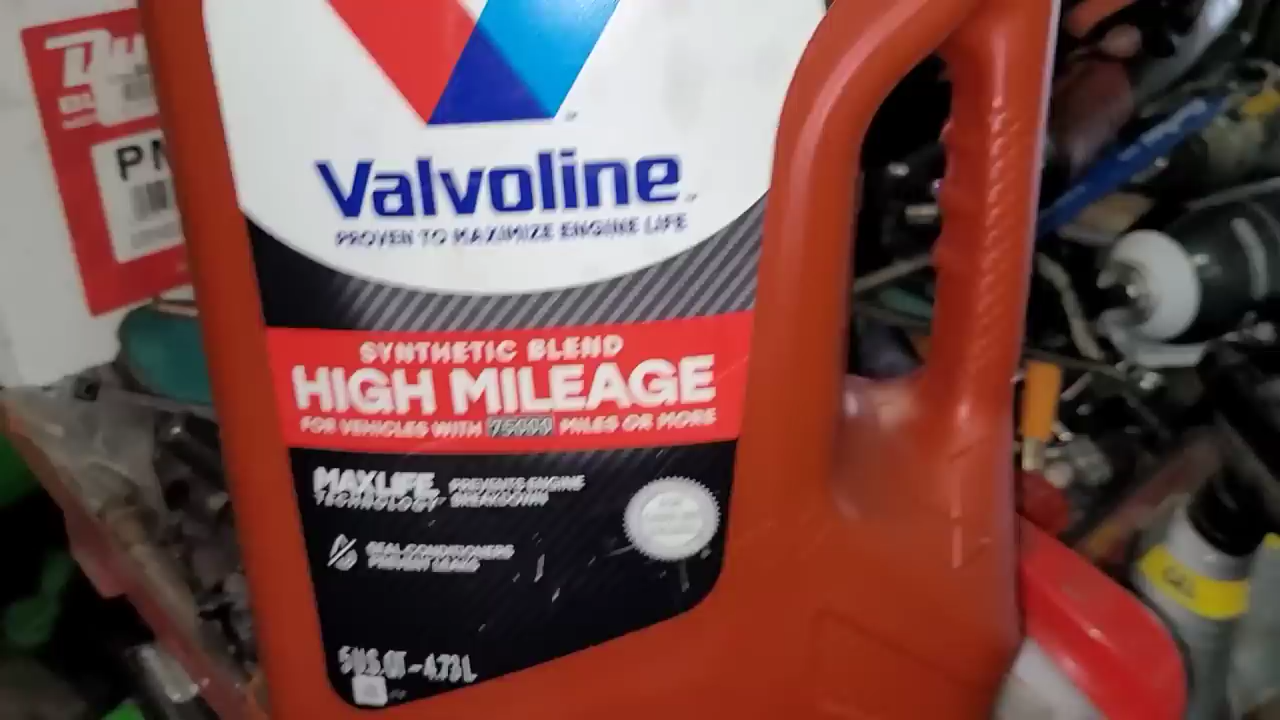 PN
Valvoline
PROVEN TO MAXIMIZE ENGINE LIFE
SYNTHETIC BLEND
HIGH MILEAGE
FOR VEHICLES WITH 75000 MILES OR MORE
MAXLIFE
TECHNOLOGY
PREVENTS ENGINE
BREAKDOWN
SEAL CONDITIONERS
PREVENT LEAKS
5 U.S. QT - 4.73 L